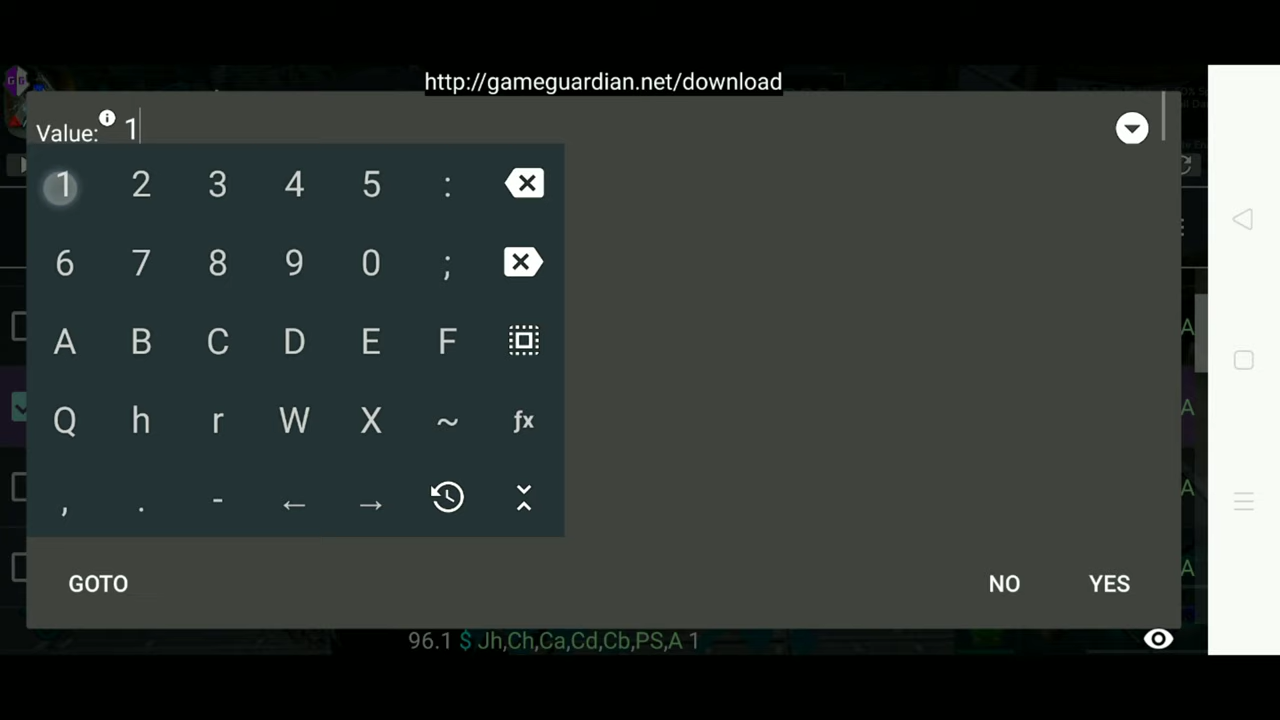 http://gameguardian.net/download
Value: 1
1 2 3 4 5 :
6 7 8 9 0 ;
A B C D E F
Q h r W X ~ fx
, . - ← →
GOTO NO YES
96.1 $ Jh,Ch,Ca,Cd,Cb,PS,A 1
A
A
A
A